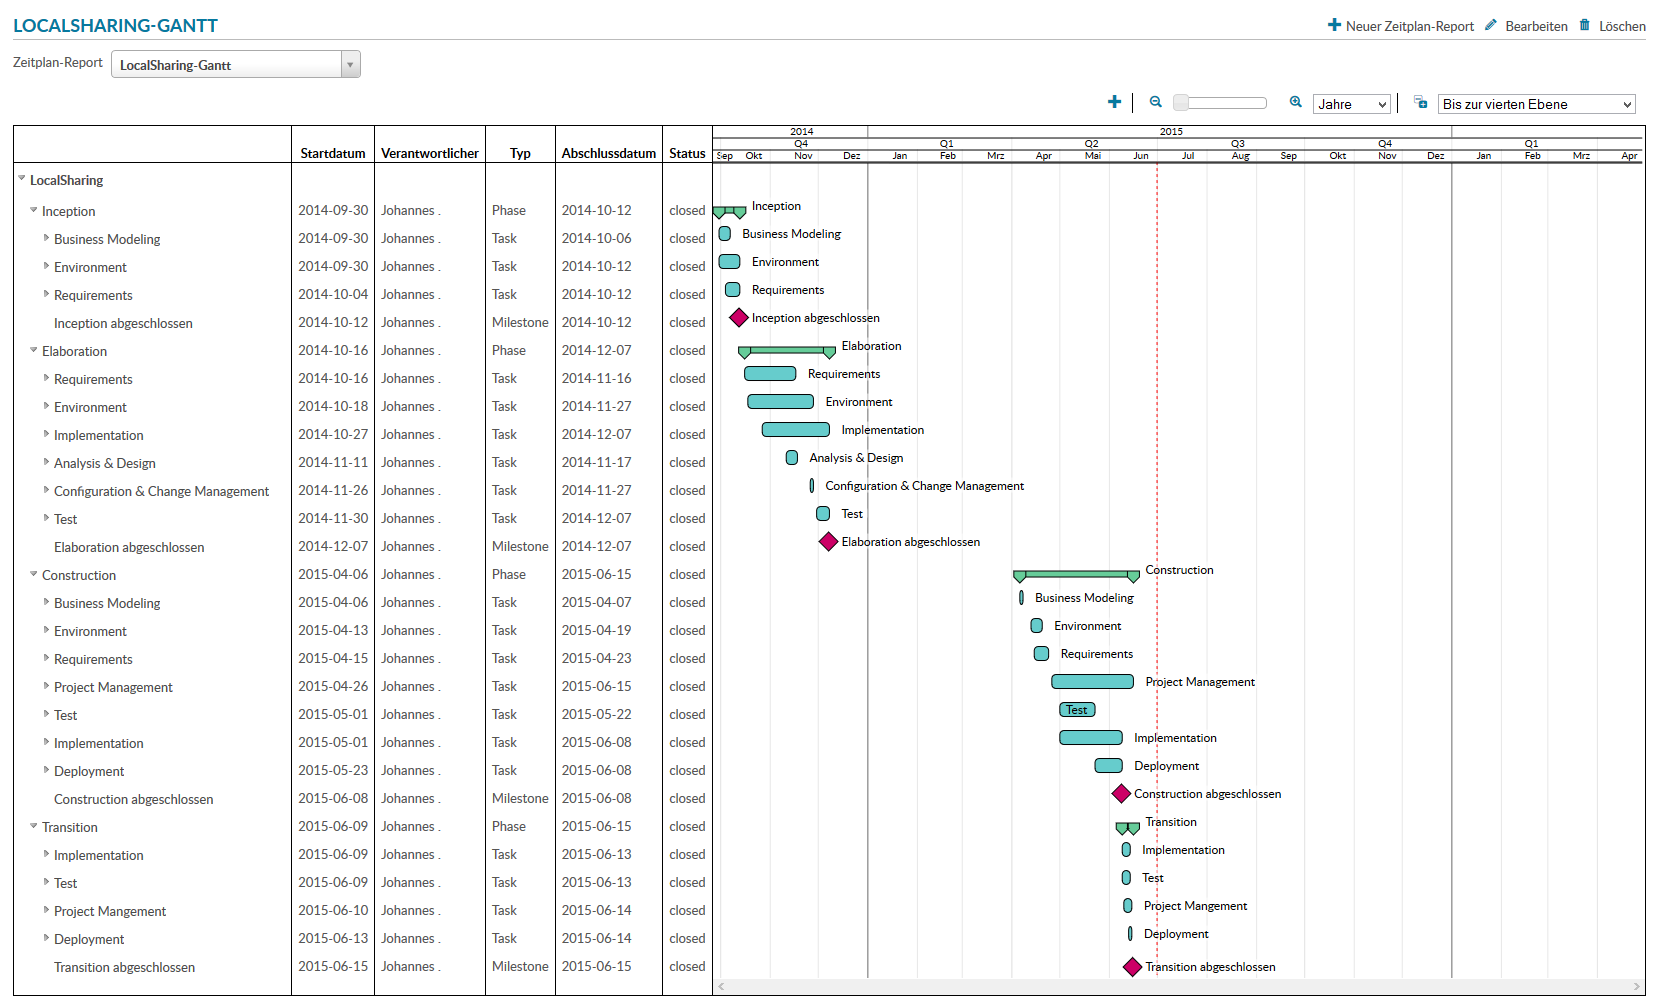 LOCALSHARING-GANTT
Neuer Zeitplan-Report Bearbeiten Löschen
Zeitplan-Report LocalSharing-Gantt
Jahre Bis zur vierten Ebene
2014 2015
Q4 Q1 Q2 Q3 Q4 Q1
Startdatum Verantwortlicher Typ Abschlussdatum Status Sep Okt Nov Dez Jan Feb Mrz Apr Mai Jun Jul Aug Sep Okt Nov Dez Jan Feb Mrz Apr
LocalSharing
Inception 2014-09-30 Johannes . Phase 2014-10-12 closed Inception
Business Modeling 2014-09-30 Johannes . Task 2014-10-06 closed Business Modeling
Environment 2014-09-30 Johannes . Task 2014-10-12 closed Environment
Requirements 2014-10-04 Johannes . Task 2014-10-12 closed Requirements
Inception abgeschlossen 2014-10-12 Johannes . Milestone 2014-10-12 closed Inception abgeschlossen
Elaboration 2014-10-16 Johannes . Phase 2014-12-07 closed Elaboration
Requirements 2014-10-16 Johannes . Task 2014-11-16 closed Requirements
Environment 2014-10-18 Johannes . Task 2014-11-27 closed Environment
Implementation 2014-10-27 Johannes . Task 2014-12-07 closed Implementation
Analysis & Design 2014-11-11 Johannes . Task 2014-11-17 closed Analysis & Design
Configuration & Change Management 2014-11-26 Johannes . Task 2014-11-27 closed Configuration & Change Management
Test 2014-11-30 Johannes . Task 2014-12-07 closed Test
Elaboration abgeschlossen 2014-12-07 Johannes . Milestone 2014-12-07 closed Elaboration abgeschlossen
Construction 2015-04-06 Johannes . Phase 2015-06-15 closed Construction
Business Modeling 2015-04-06 Johannes . Task 2015-04-07 closed Business Modeling
Environment 2015-04-13 Johannes . Task 2015-04-19 closed Environment
Requirements 2015-04-15 Johannes . Task 2015-04-23 closed Requirements
Project Management 2015-04-26 Johannes . Task 2015-06-15 closed Project Management
Test 2015-05-01 Johannes . Task 2015-05-22 closed Test
Implementation 2015-05-01 Johannes . Task 2015-06-08 closed Implementation
Deployment 2015-05-23 Johannes . Task 2015-06-08 closed Deployment
Construction abgeschlossen 2015-06-08 Johannes . Milestone 2015-06-08 closed Construction abgeschlossen
Transition 2015-06-09 Johannes . Phase 2015-06-15 closed Transition
Implementation 2015-06-09 Johannes . Task 2015-06-13 closed Implementation
Test 2015-06-09 Johannes . Task 2015-06-13 closed Test
Project Mangement 2015-06-10 Johannes . Task 2015-06-14 closed Project Mangement
Deployment 2015-06-13 Johannes . Task 2015-06-14 closed Deployment
Transition abgeschlossen 2015-06-15 Johannes . Milestone 2015-06-15 closed Transition abgeschlossen